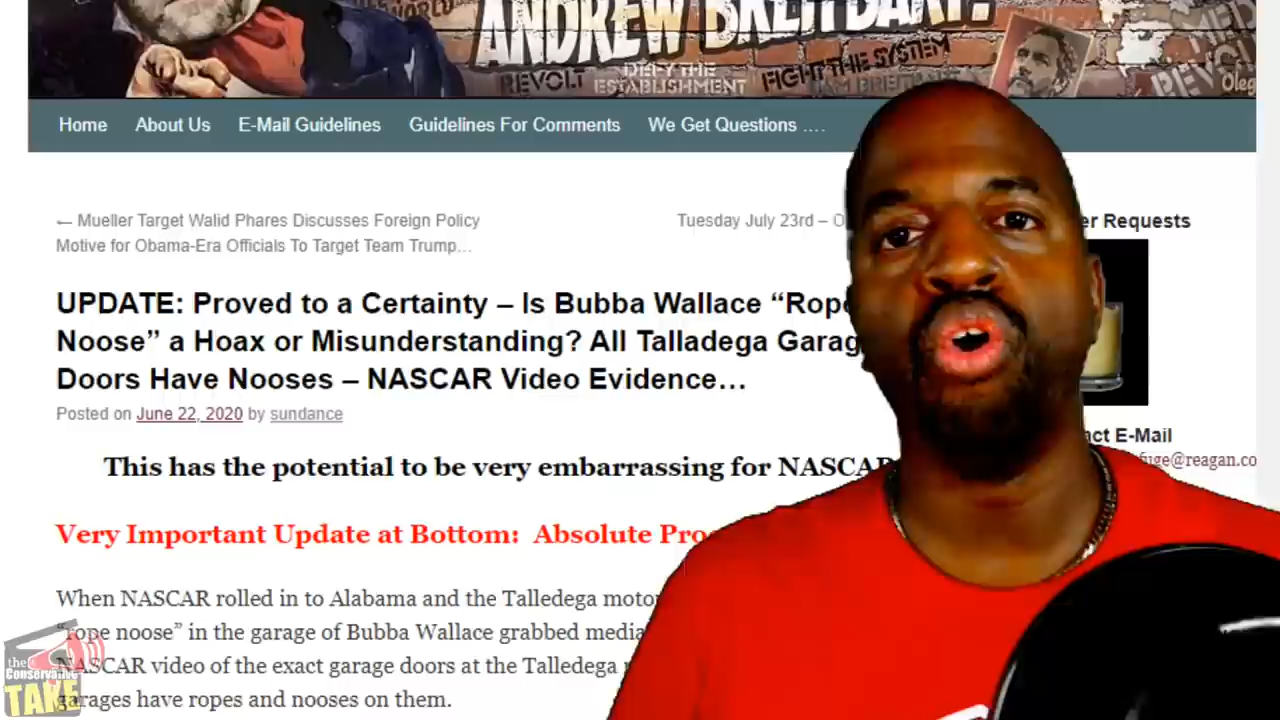 WORLD
ANDREW BREITBART!
REVOLT
DEFY THE
ESTABLISHMENT
FIGHT THE SYSTEM
Oleg
Home About Us E-Mail Guidelines Guidelines For Comments We Get Questions ….
← Mueller Target Walid Phares Discusses Foreign Policy
Motive for Obama-Era Officials To Target Team Trump…
Tuesday July 23rd – O
er Requests
UPDATE: Proved to a Certainty – Is Bubba Wallace “Rope
Noose” a Hoax or Misunderstanding? All Talladega Garag
Doors Have Nooses – NASCAR Video Evidence…
Posted on June 22, 2020 by sundance
act E-Mail
fuge@reagan.co
This has the potential to be very embarrassing for NASCAR
Very Important Update at Bottom: Absolute Pro
When NASCAR rolled in to Alabama and the Talledega moto
“rope noose” in the garage of Bubba Wallace grabbed media
NASCAR video of the exact garage doors at the Talledega
garages have ropes and nooses on them.
the
Conservative
TAKE